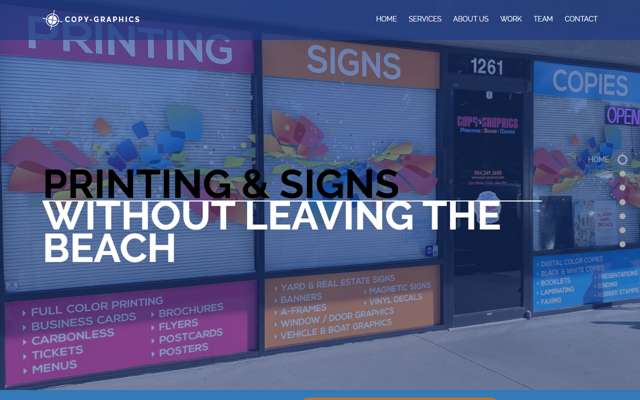 COPY-GRAPHICS
HOME SERVICES ABOUT US WORK TEAM CONTACT
PRINTING
SIGNS
1261
COPIES
OPEN
COPY GRAPHICS
HOME
PRINTING & SIGNS
WITHOUT LEAVING THE
BEACH
FULL COLOR PRINTING
BUSINESS CARDS
CARBONLESS
TICKETS
MENUS
BROCHURES
FLYERS
POSTCARDS
POSTERS
YARD & REAL ESTATE SIGNS
BANNERS
A-FRAMES
WINDOW / DOOR GRAPHICS
VEHICLE & BOAT GRAPHICS
MAGNETIC SIGNS
VINYL DECALS
DIGITAL COLOR COPIES
BLACK & WHITE COPIES
BOOKLETS
LAMINATING
FAXING
PRESENTATIONS